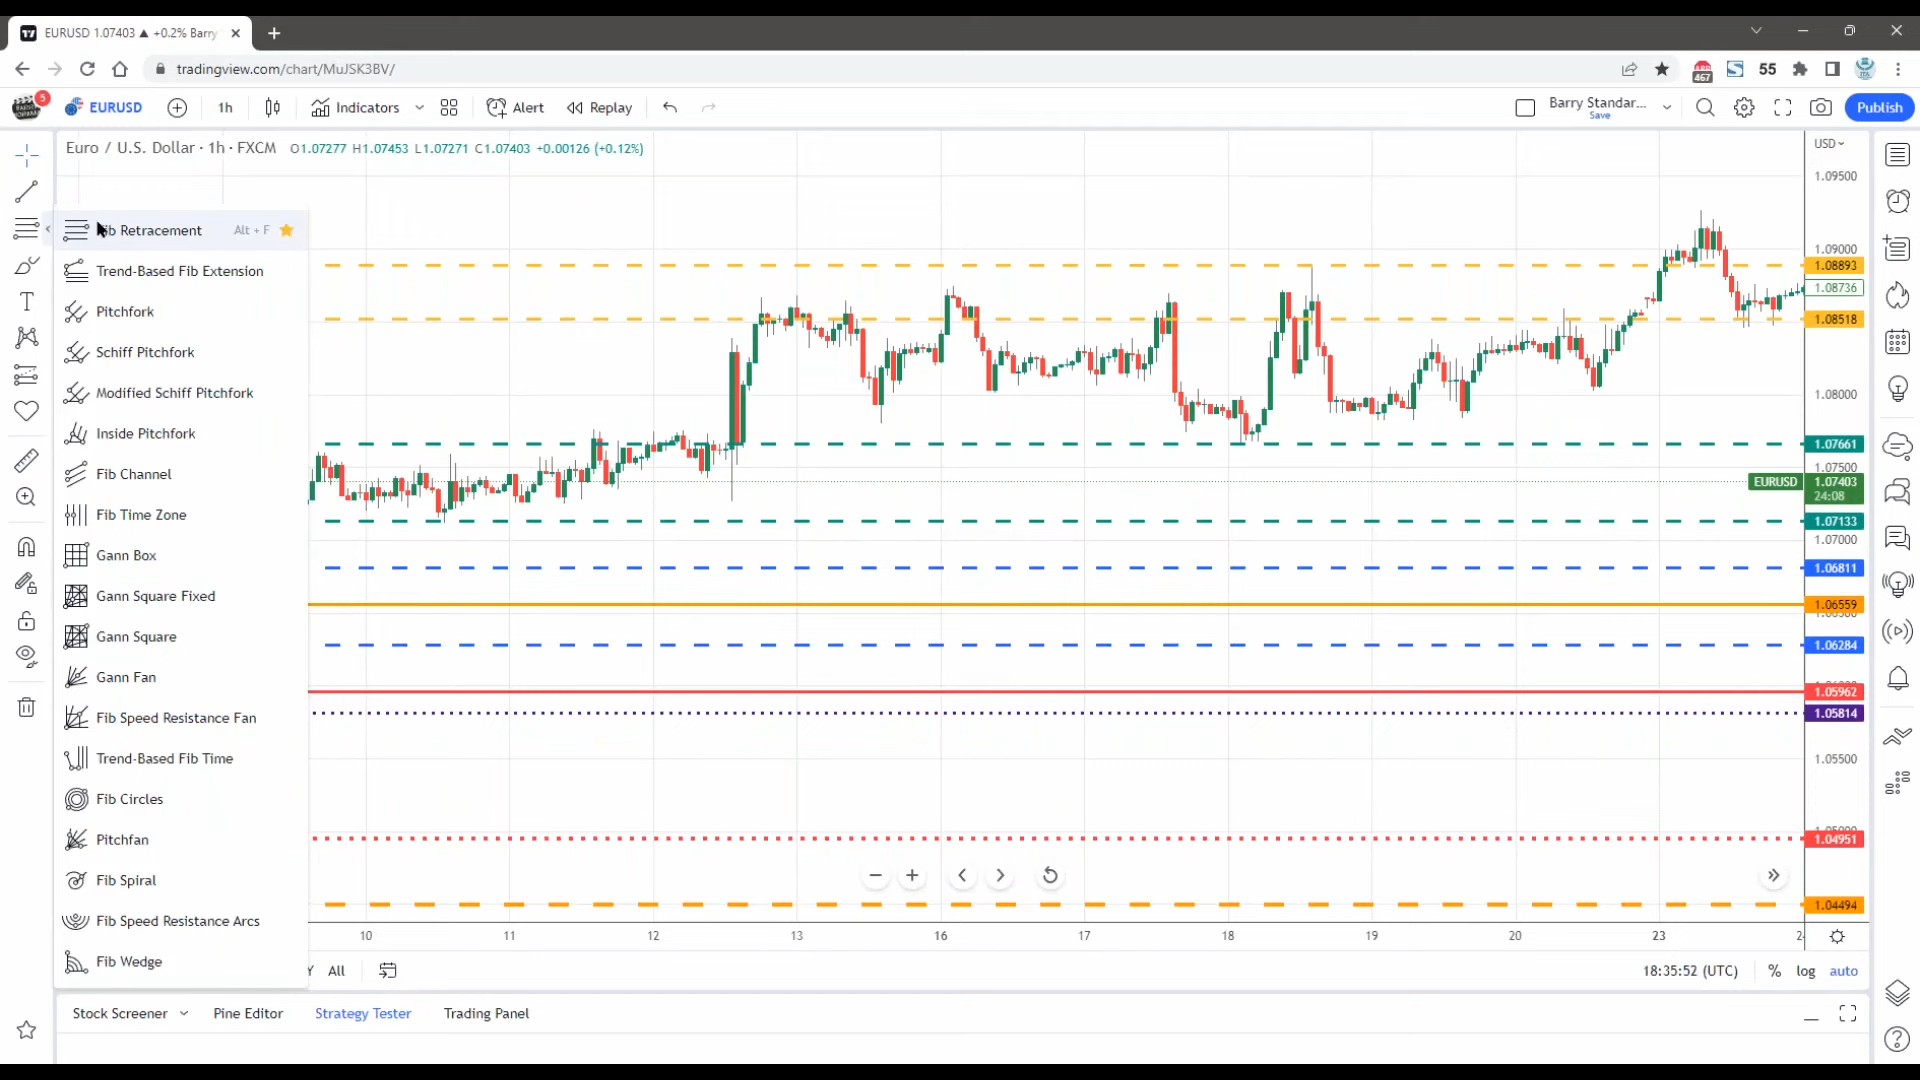 EURUSD 1.07403 ▲ +0.2% Barry
tradingview.com/chart/MuJSK3BV/
467
55
5
EURUSD
1h
Indicators
Alert
Replay
Barry Standar...
Save
Publish
Euro / U.S. Dollar · 1h · FXCM O1.07277 H1.07453 L1.07271 C1.07403 +0.00126 (+0.12%)
USD
1.09500
1.09000
1.08893
1.08736
1.08518
1.08000
1.07661
1.07500
EURUSD 1.07403
24:08
1.07133
1.07000
1.06811
1.06559
1.06284
1.05962
1.05814
1.05500
1.04951
1.04494
Fib Retracement Alt + F
Trend-Based Fib Extension
Pitchfork
Schiff Pitchfork
Modified Schiff Pitchfork
Inside Pitchfork
Fib Channel
Fib Time Zone
Gann Box
Gann Square Fixed
Gann Square
Gann Fan
Fib Speed Resistance Fan
Trend-Based Fib Time
Fib Circles
Pitchfan
Fib Spiral
Fib Speed Resistance Arcs
Fib Wedge
10 11 12 13 16 17 18 19 20 23
All
18:35:52 (UTC) % log auto
Stock Screener Pine Editor Strategy Tester Trading Panel